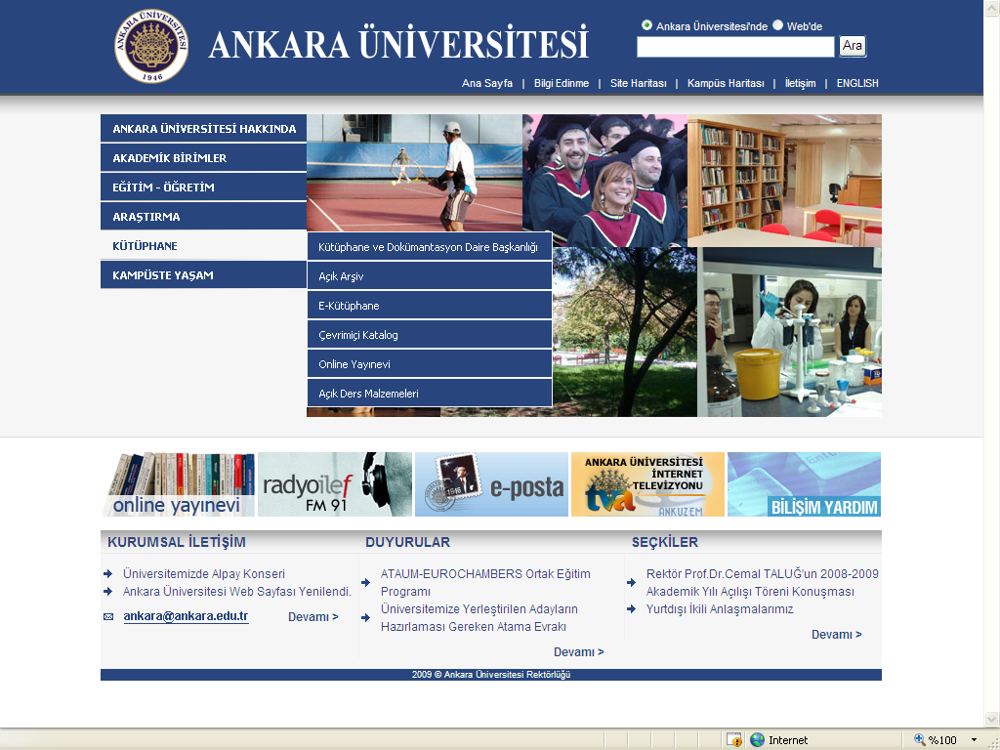 ANKARA ÜNİVERSİTESİ
1946
ANKARA ÜNİVERSİTESİ
Ankara Üniversitesi'nde Web'de
Ara
Ana Sayfa | Bilgi Edinme | Site Haritası | Kampüs Haritası | İletişim | ENGLISH
ANKARA ÜNİVERSİTESİ HAKKINDA
AKADEMİK BİRİMLER
EĞİTİM - ÖĞRETİM
ARAŞTIRMA
KÜTÜPHANE
KAMPÜSTE YAŞAM
Kütüphane ve Dokümantasyon Daire Başkanlığı
Açık Arşiv
E-Kütüphane
Çevrimiçi Katalog
Online Yayınevi
Açık Ders Malzemeleri
online yayınevi
radyoilef
FM 91
1946
e-posta
ANKARA ÜNİVERSİTESİ
İNTERNET
TELEVİZYONU
tva
ANKUZEM
BİLİŞİM YARDIM
KURUMSAL İLETİŞİM
Üniversitemizde Alpay Konseri
Ankara Üniversitesi Web Sayfası Yenilendi.
ankara@ankara.edu.tr
Devamı >
DUYURULAR
ATAUM-EUROCHAMBERS Ortak Eğitim
Programı
Üniversitemize Yerleştirilen Adayların
Hazırlaması Gereken Atama Evrakı
Devamı >
SEÇKİLER
Rektör Prof.Dr.Cemal TALUĞ'un 2008-2009
Akademik Yılı Açılışı Töreni Konuşması
Yurtdışı İkili Anlaşmalarımız
Devamı >
2009 © Ankara Üniversitesi Rektörlüğü
Internet
%100